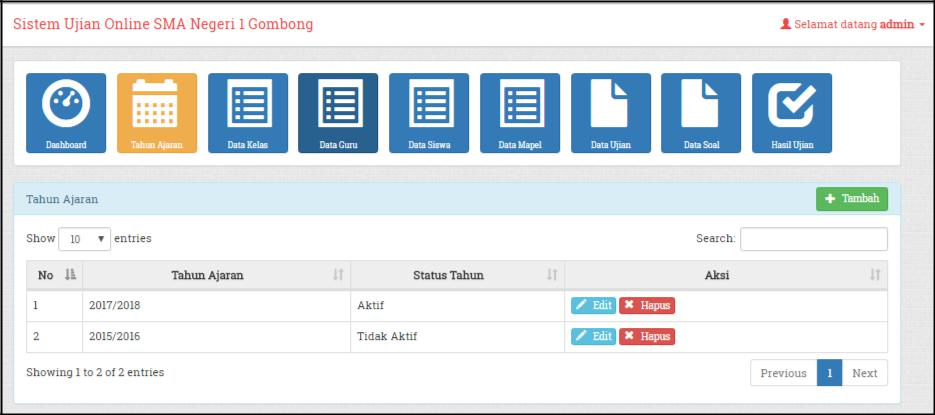 Sistem Ujian Online SMA Negeri 1 Gombong
Selamat datang admin
Dashboard Tahun Ajaran Data Kelas Data Guru Data Siswa Data Mapel Data Ujian Data Soal Hasil Ujian
Tahun Ajaran
Tambah
Show 10 entries
Search:
No Tahun Ajaran Status Tahun Aksi
1 2017/2018 Aktif Edit Hapus
2 2015/2016 Tidak Aktif Edit Hapus
Showing 1 to 2 of 2 entries
Previous 1 Next